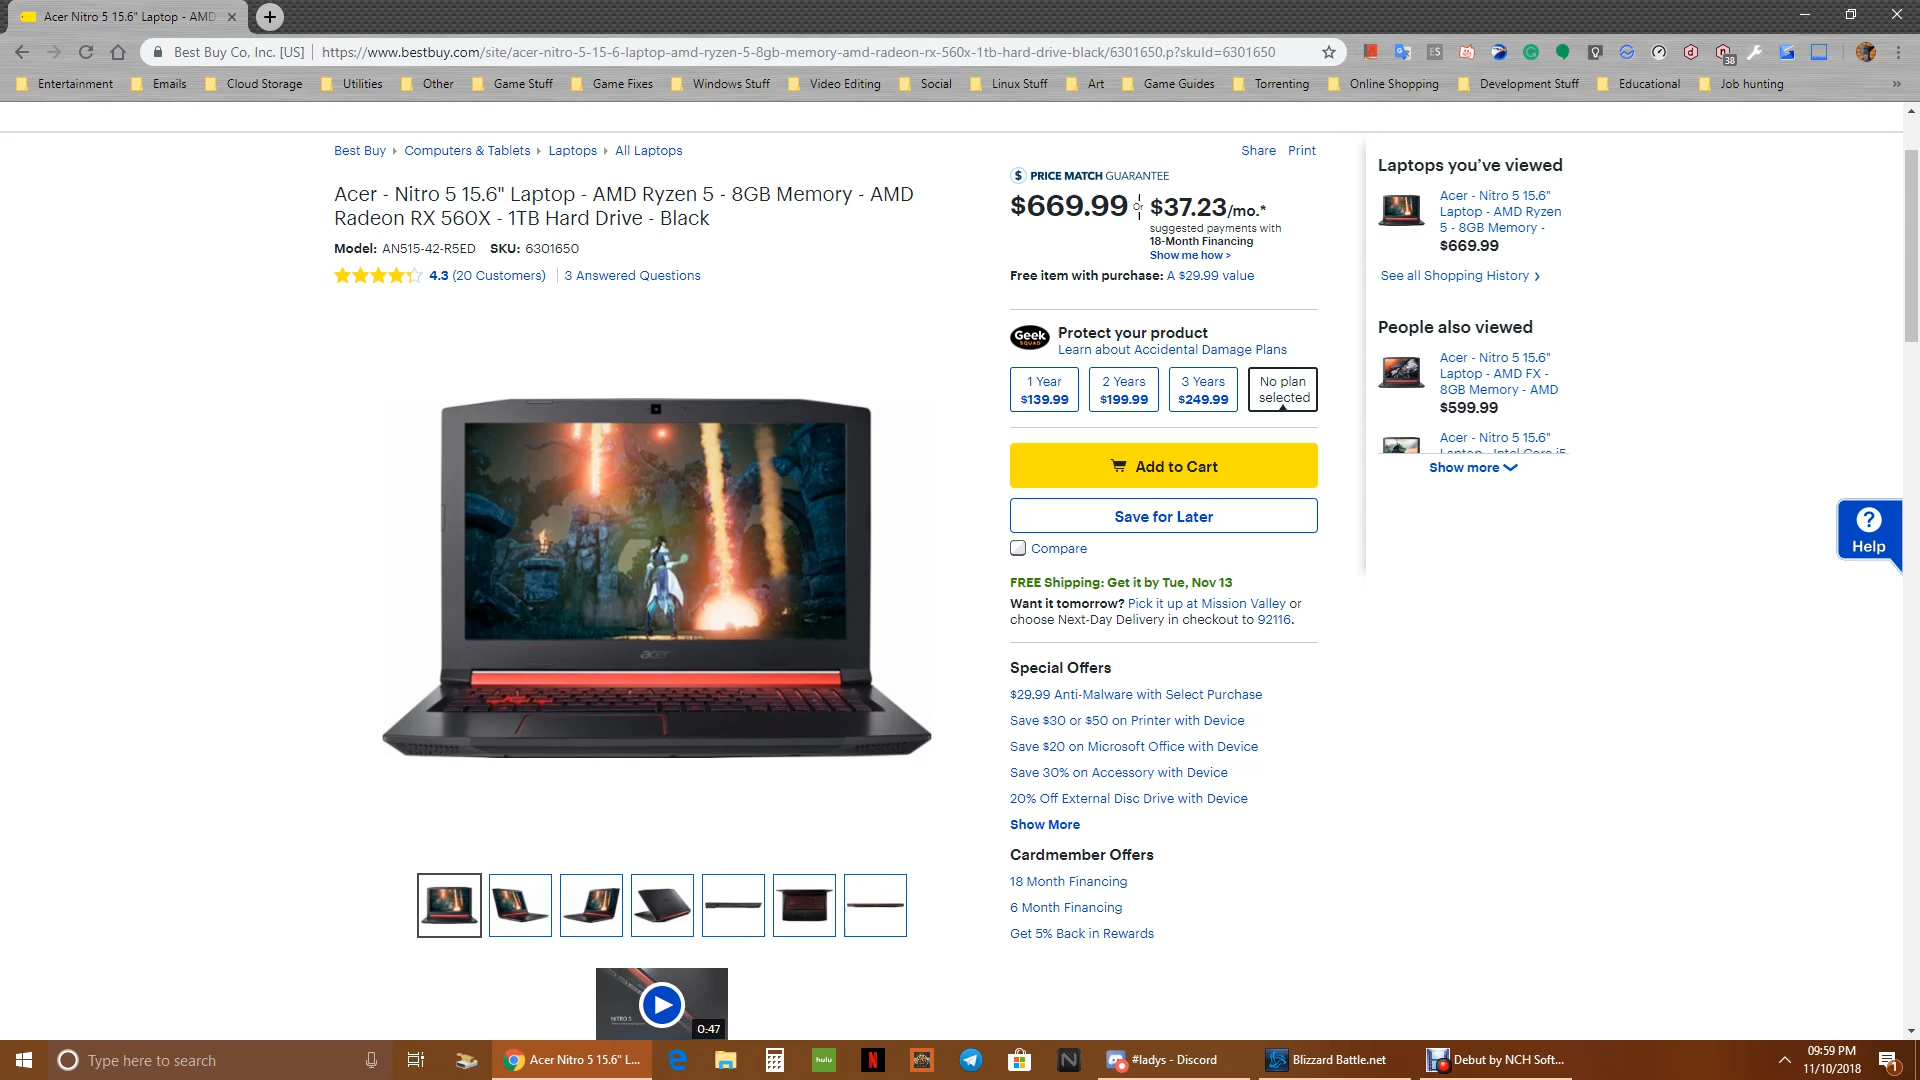 Acer Nitro 5 15.6" Laptop - AMD
Best Buy Co, Inc. [US]
https://www.bestbuy.com/site/acer-nitro-5-15-6-laptop-amd-ryzen-5-8gb-memory-amd-radeon-rx-560x-1tb-hard-drive-black/6301650.p?skuId=6301650
ES
38
Entertainment
Emails
Cloud Storage
Utilities
Other
Game Stuff
Game Fixes
Windows Stuff
Video Editing
Social
Linux Stuff
Art
Game Guides
Torrenting
Online Shopping
Development Stuff
Educational
Job hunting
Best Buy
Computers & Tablets
Laptops
All Laptops
Share
Print
Acer - Nitro 5 15.6" Laptop - AMD Ryzen 5 - 8GB Memory - AMD
Radeon RX 560X - 1TB Hard Drive - Black
Model: AN515-42-R5ED SKU: 6301650
4.3 (20 Customers)
3 Answered Questions
acer
NITRO 5
0:47
$ PRICE MATCH GUARANTEE
$669.99
Or
$37.23/mo.*
suggested payments with
18-Month Financing
Show me how >
Free item with purchase: A $29.99 value
Geek
SQUAD
Protect your product
Learn about Accidental Damage Plans
1 Year
$139.99
2 Years
$199.99
3 Years
$249.99
No plan
selected
Add to Cart
Save for Later
Compare
FREE Shipping: Get it by Tue, Nov 13
Want it tomorrow? Pick it up at Mission Valley or
choose Next-Day Delivery in checkout to 92116.
Special Offers
$29.99 Anti-Malware with Select Purchase
Save $30 or $50 on Printer with Device
Save $20 on Microsoft Office with Device
Save 30% on Accessory with Device
20% Off External Disc Drive with Device
Show More
Cardmember Offers
18 Month Financing
6 Month Financing
Get 5% Back in Rewards
Laptops you've viewed
Acer - Nitro 5 15.6"
Laptop - AMD Ryzen
5 - 8GB Memory -
$669.99
See all Shopping History
People also viewed
Acer - Nitro 5 15.6"
Laptop - AMD FX -
8GB Memory - AMD
$599.99
Acer - Nitro 5 15.6"
Laptop - Intel Core i5
Show more
?
Help
Type here to search
Acer Nitro 5 15.6" L...
hulu
N
#ladys - Discord
Blizzard Battle.net
Debut by NCH Soft...
09:59 PM
11/10/2018
1